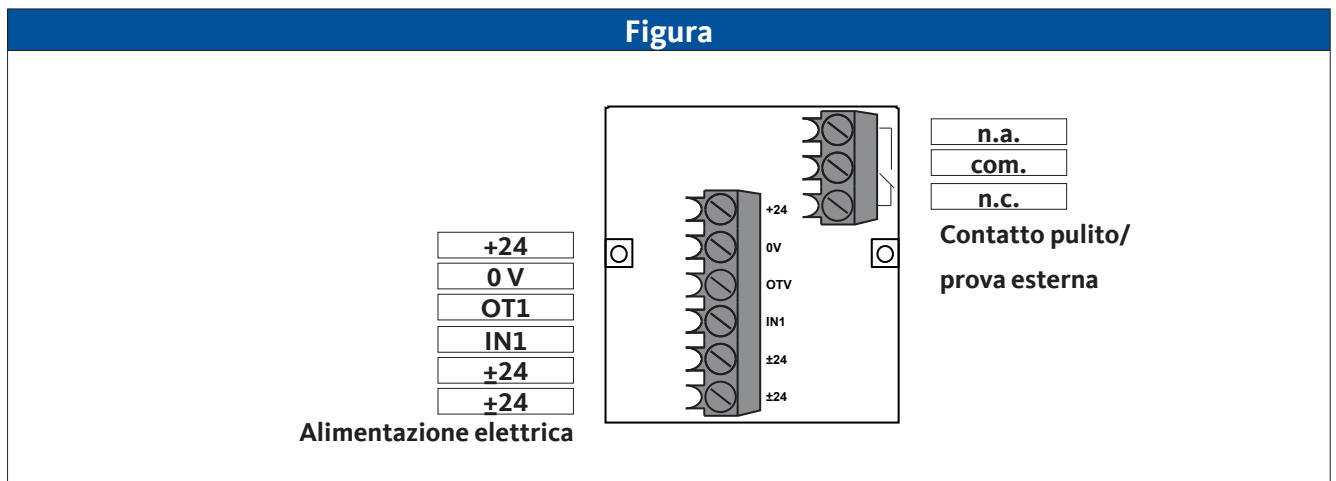 Figura
n.a.
com.
n.c.
Contatto pulito/
prova esterna
+24
0V
OTV
IN1
±24
±24
+24
0 V
OT1
IN1
±24
±24
Alimentazione elettrica